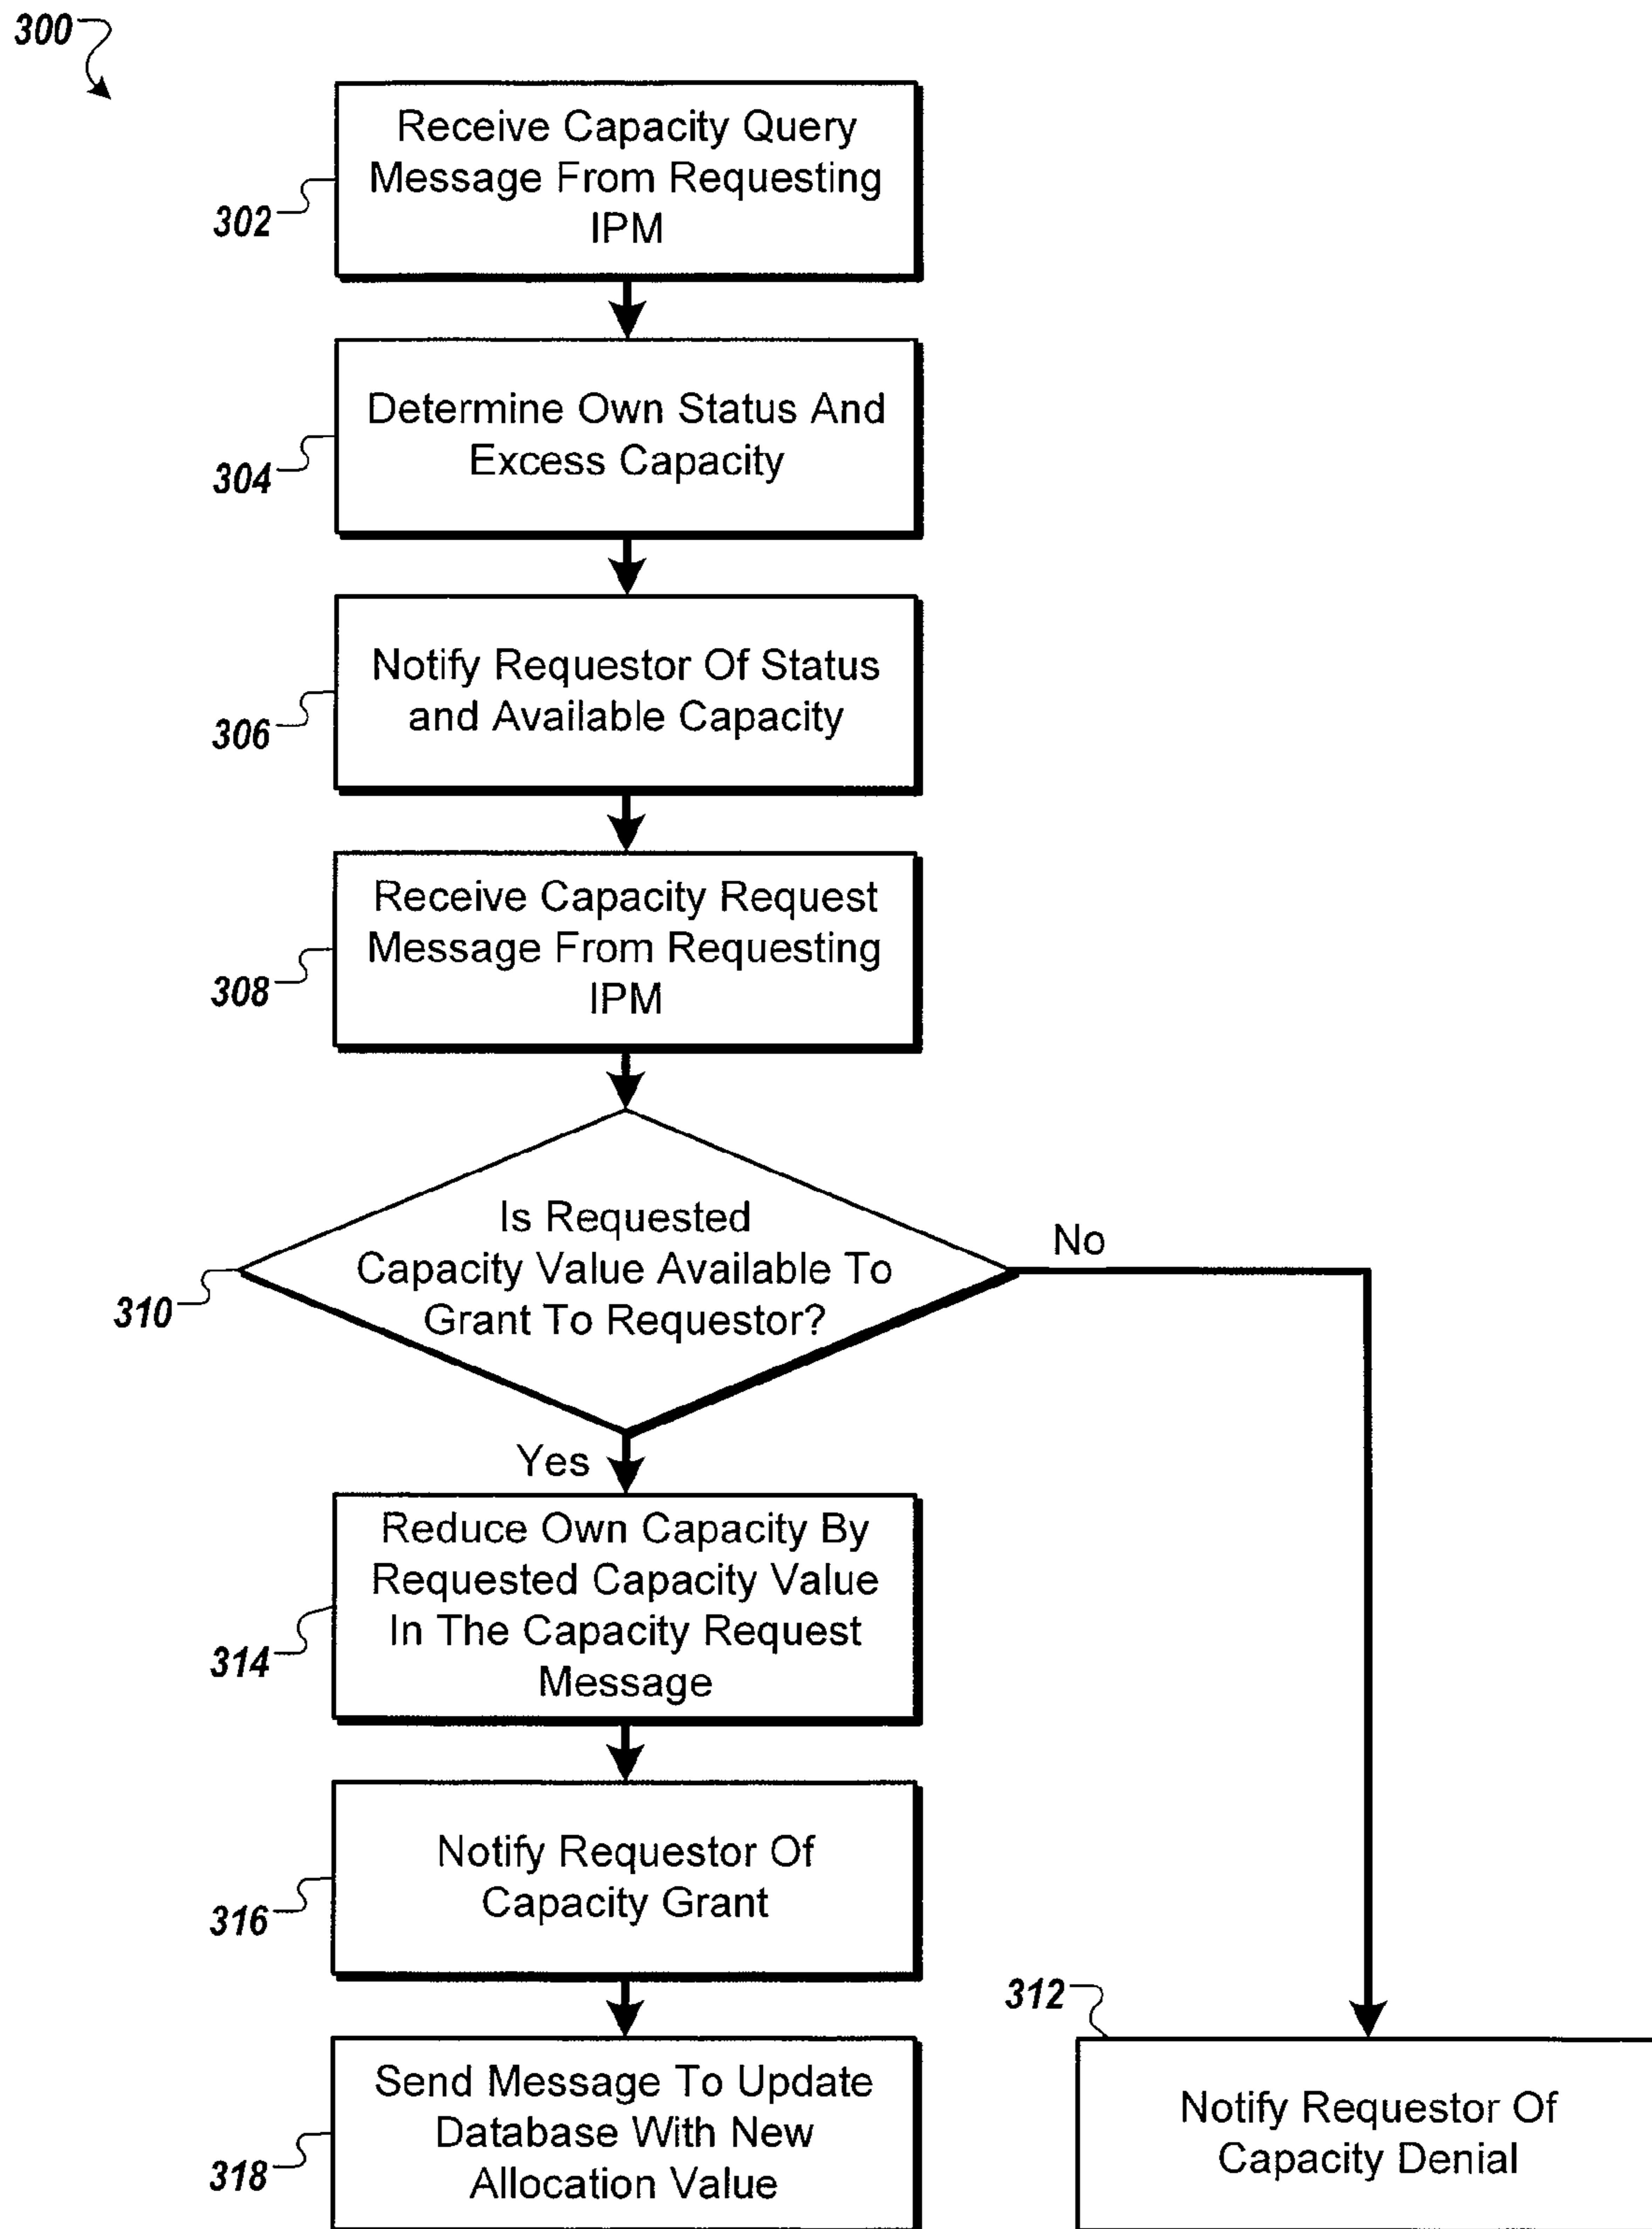 300
Receive Capacity Query
Message From Requesting
IPM
302
Determine Own Status And
Excess Capacity
304
Notify Requestor Of Status
and Available Capacity
306
Receive Capacity Request
Message From Requesting
IPM
308
Is Requested
Capacity Value Available To
Grant To Requestor?
310
No
Yes
Reduce Own Capacity By
Requested Capacity Value
In The Capacity Request
Message
314
Notify Requestor Of
Capacity Grant
316
312
Send Message To Update
Database With New
Allocation Value
318
Notify Requestor Of
Capacity Denial